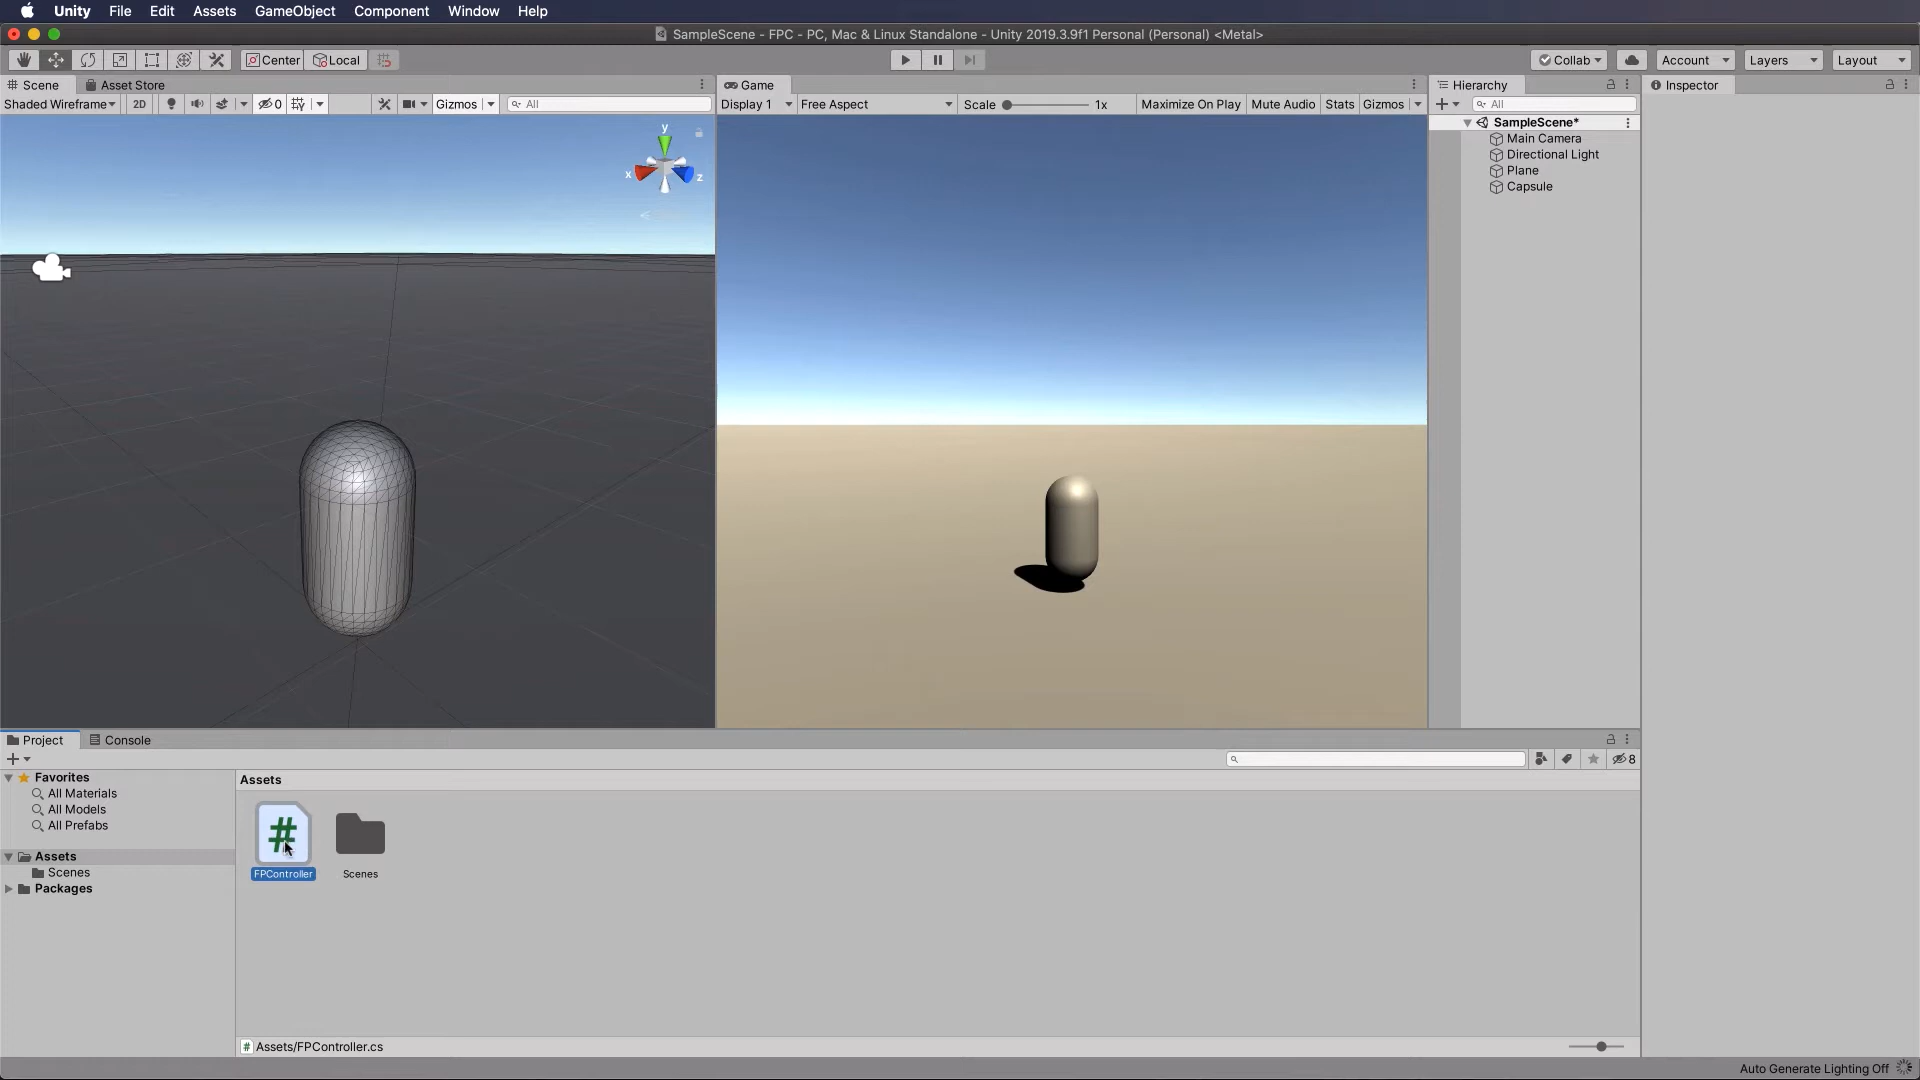 Unity File Edit Assets GameObject Component Window Help
SampleScene - FPC - PC, Mac & Linux Standalone - Unity 2019.3.9f1 Personal (Personal) <Metal>
Center Local Collab Account Layers Layout
Scene Asset Store Game Hierarchy Inspector
Shaded Wireframe 2D 0 Gizmos All Display 1 Free Aspect Scale 1x Maximize On Play Mute Audio Stats Gizmos All
SampleScene*
Main Camera
Directional Light
Plane
Capsule
y
x
z
Project Console
8
Favorites
All Materials
All Models
All Prefabs
Assets
Scenes
Packages
Assets
#
FPController Scenes
# Assets/FPController.cs
Auto Generate Lighting Off